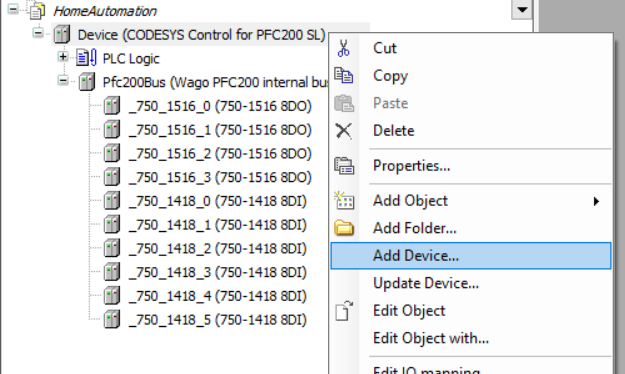 HomeAutomation
Device (CODESYS Control for PFC200 SL)
PLC Logic
Pfc200Bus (Wago PFC200 internal bu
_750_1516_0 (750-1516 8DO)
_750_1516_1 (750-1516 8DO)
_750_1516_2 (750-1516 8DO)
_750_1516_3 (750-1516 8DO)
_750_1418_0 (750-1418 8DI)
_750_1418_1 (750-1418 8DI)
_750_1418_2 (750-1418 8DI)
_750_1418_3 (750-1418 8DI)
_750_1418_4 (750-1418 8DI)
_750_1418_5 (750-1418 8DI)
Cut
Copy
Paste
Delete
Properties...
Add Object
Add Folder...
Add Device...
Update Device...
Edit Object
Edit Object with...
Edit IO mapping